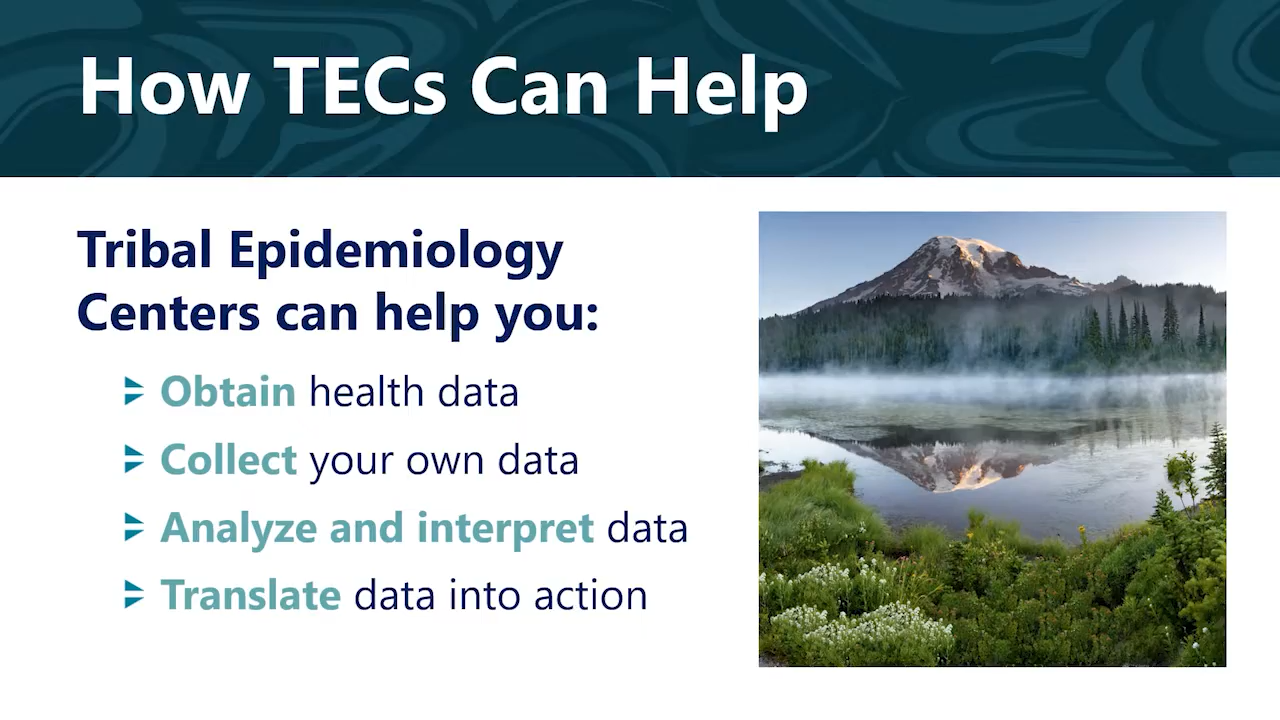 How TECs Can Help
Tribal Epidemiology
Centers can help you:
Obtain health data
Collect your own data
Analyze and interpret data
Translate data into action